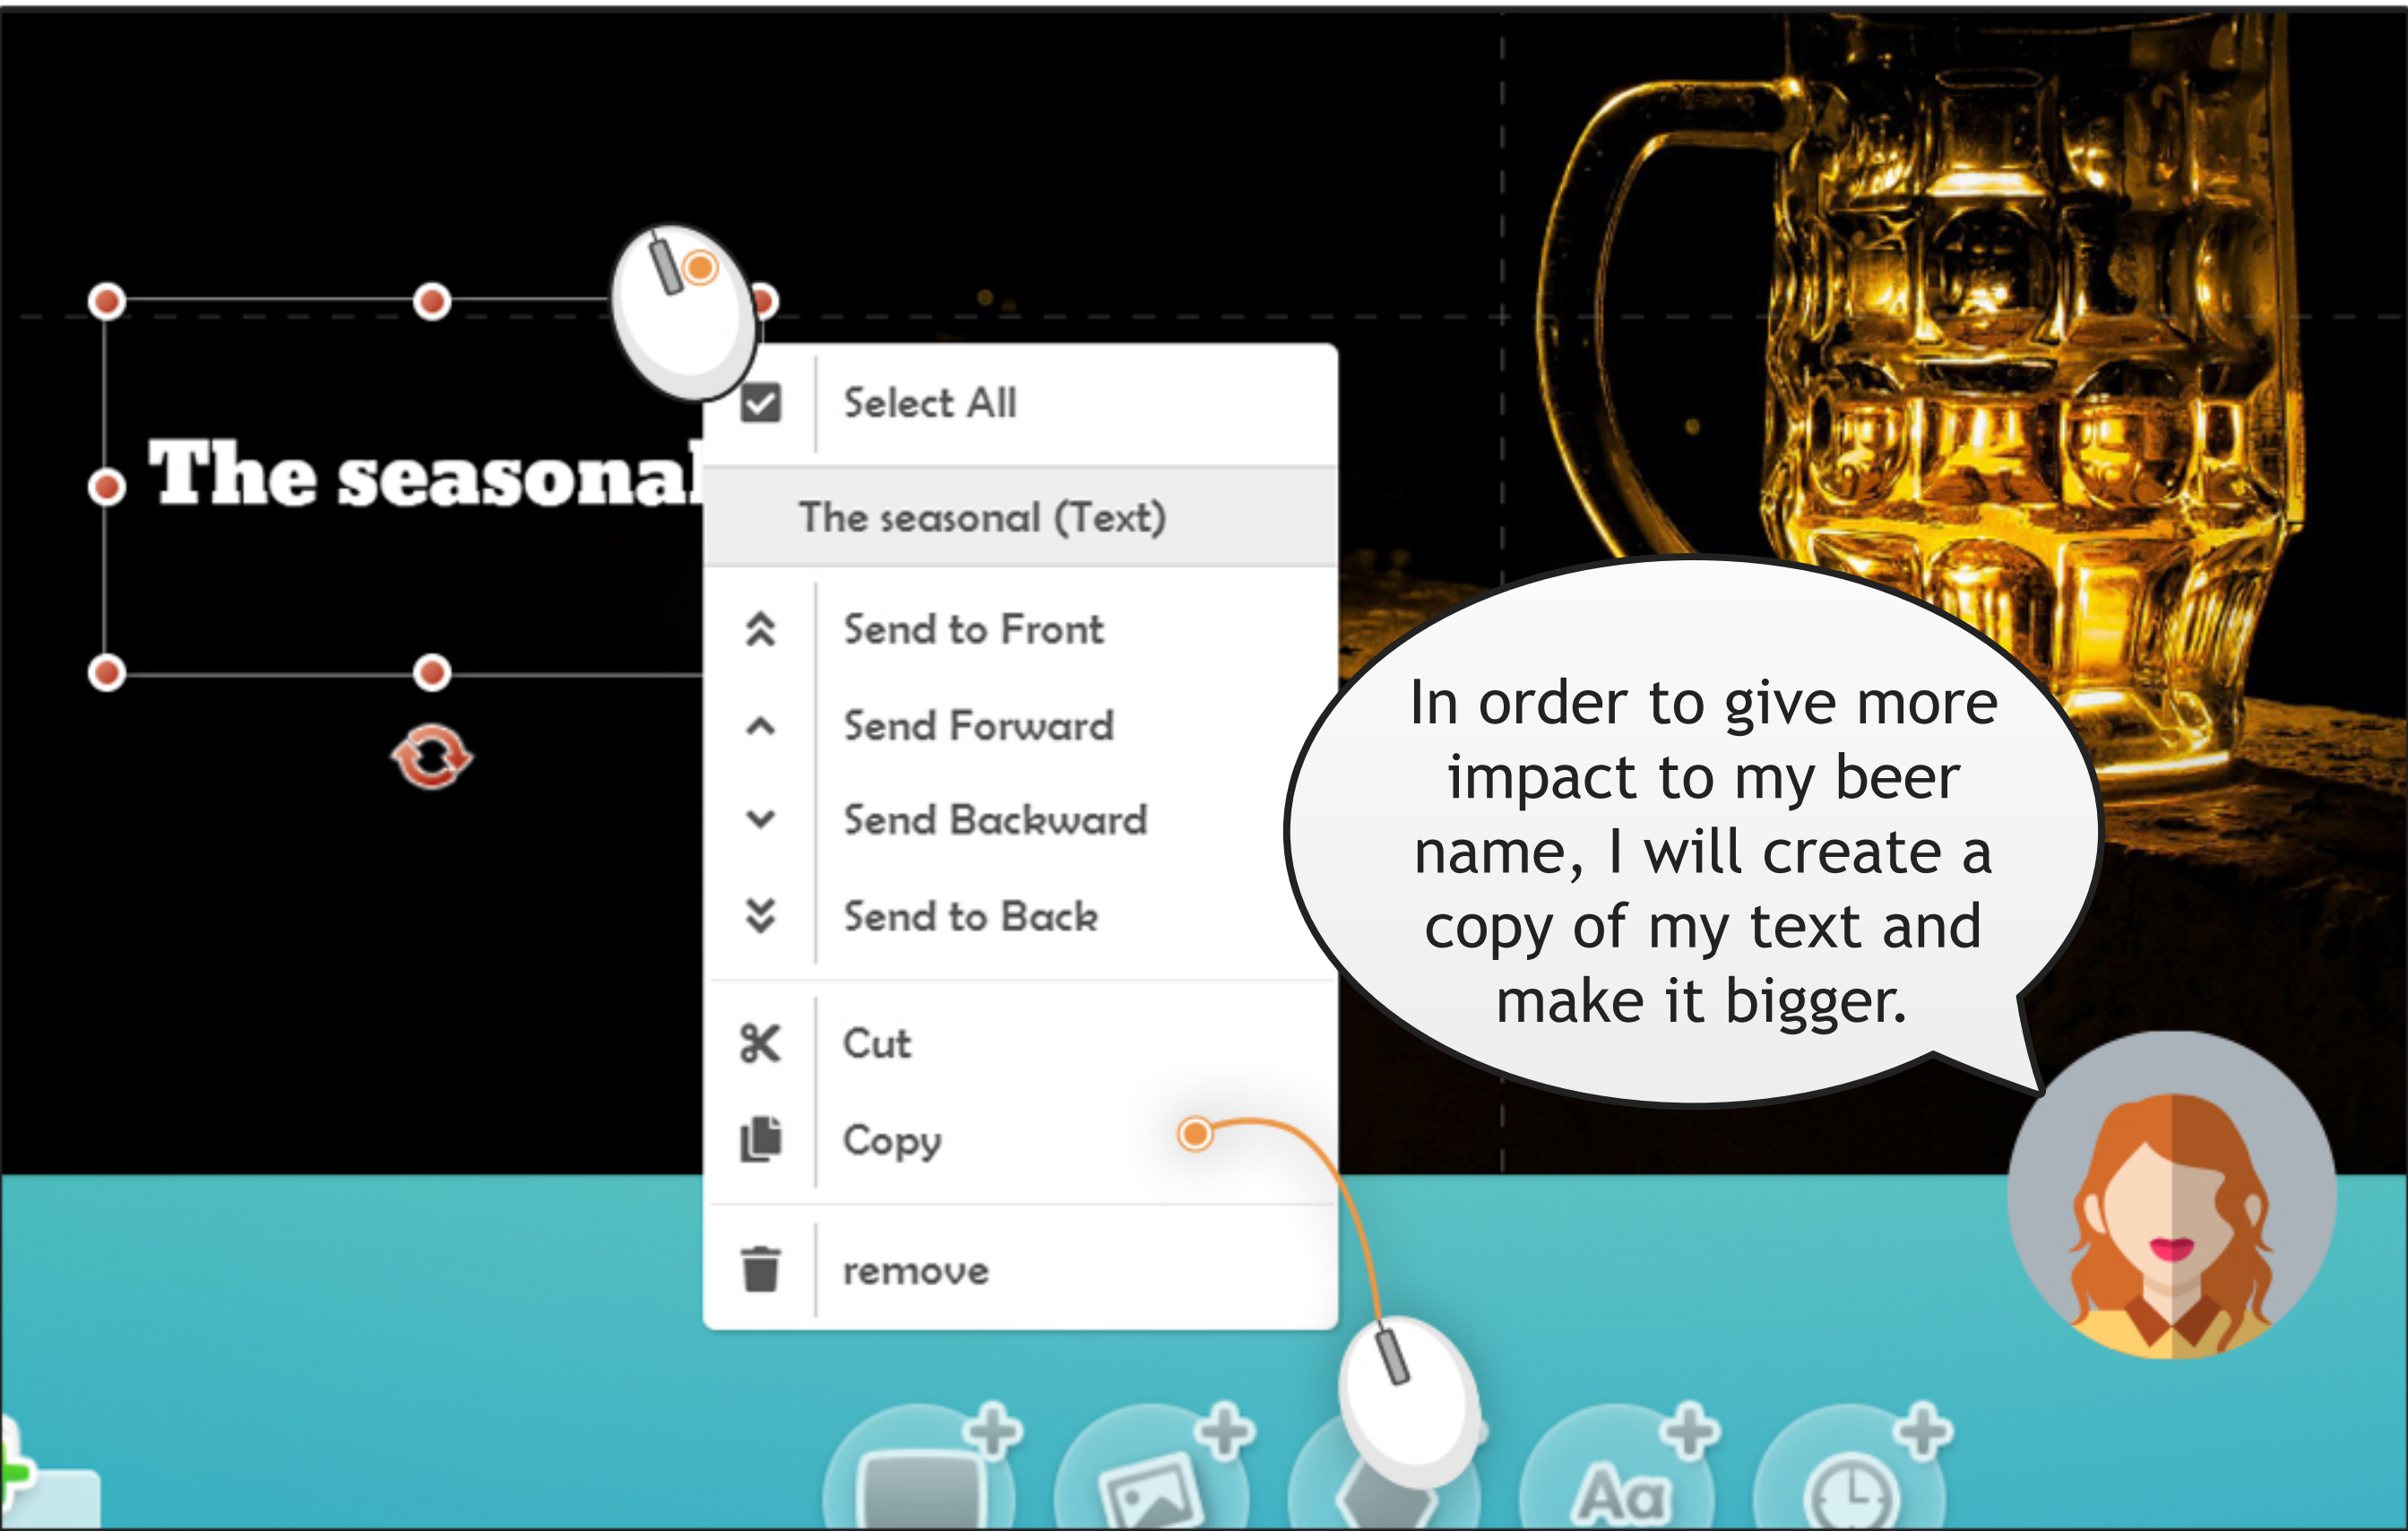 The seasonal
Select All
The seasonal (Text)
Send to Front
Send Forward
Send Backward
Send to Back
Cut
Copy
remove
In order to give more
impact to my beer
name, I will create a
copy of my text and
make it bigger.
Aa